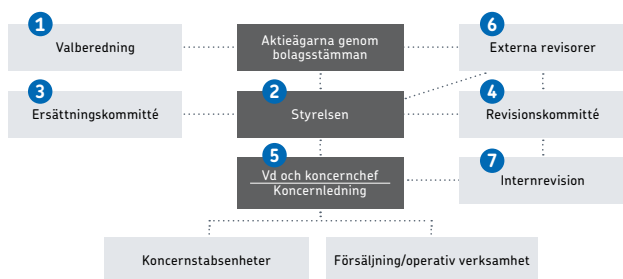 1
Valberedning
Aktieägarna genom
bolagsstämman
6
Externa revisorer
3
Ersättningskommitté
2
Styrelsen
4
Revisionskommitté
5
Vd och koncernchef
Koncernledning
7
Internrevision
Koncernstabsenheter
Försäljning/operativ verksamhet